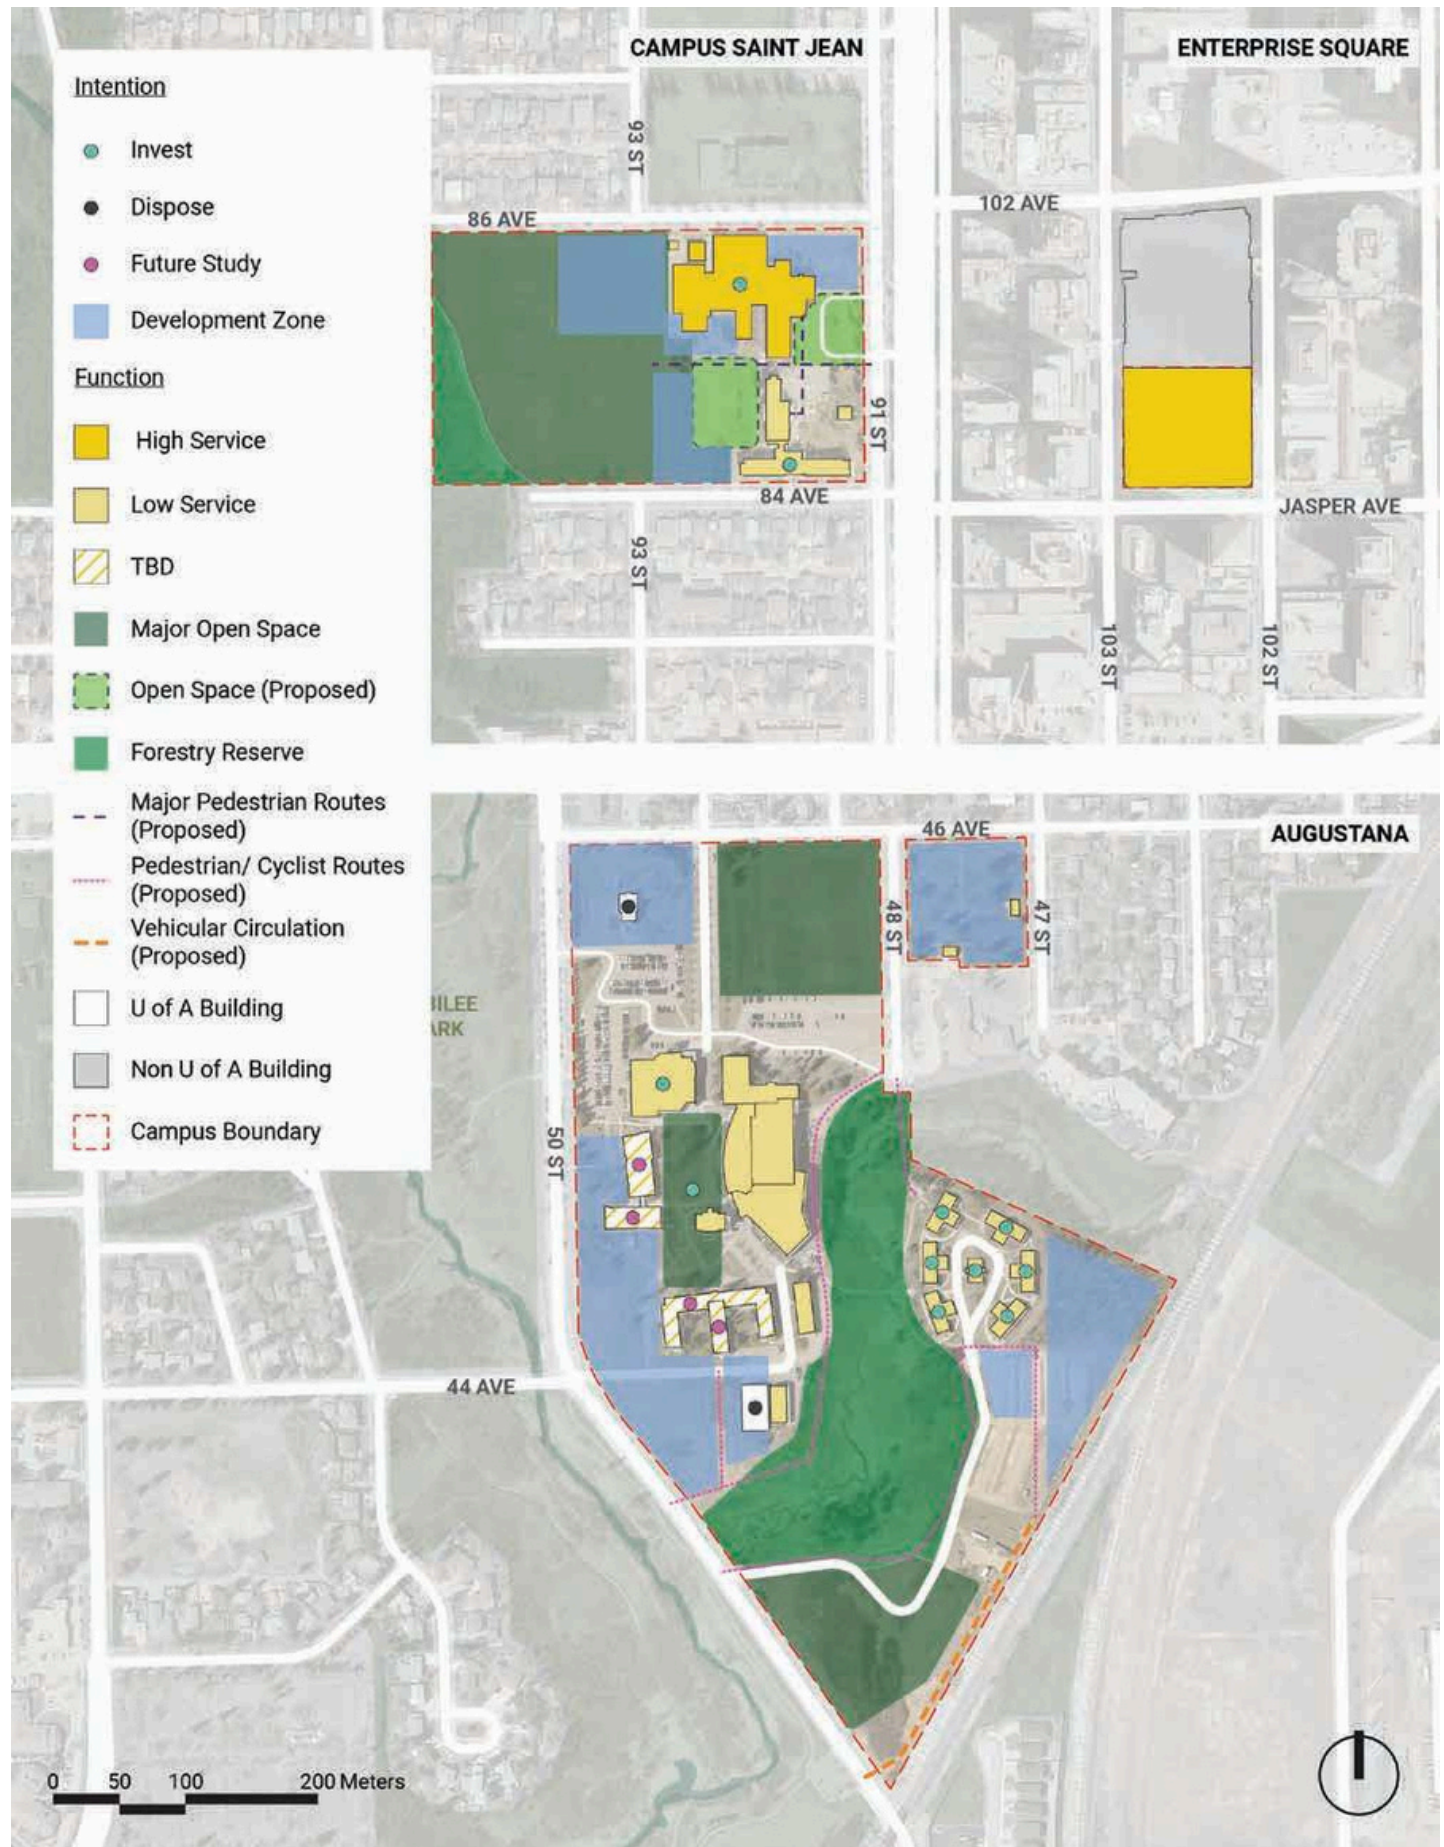 CAMPUS SAINT JEAN
ENTERPRISE SQUARE
Intention
Invest
Dispose
Future Study
Development Zone
Function
High Service
Low Service
TBD
Major Open Space
Open Space (Proposed)
Forestry Reserve
Major Pedestrian Routes
(Proposed)
Pedestrian/ Cyclist Routes
(Proposed)
Vehicular Circulation
(Proposed)
U of A Building
Non U of A Building
Campus Boundary
93 ST
86 AVE
91 ST
84 AVE
93 ST
102 AVE
JASPER AVE
103 ST
102 ST
46 AVE
AUGUSTANA
48 ST
47 ST
BILEE
ARK
50 ST
44 AVE
0 50 100 200 Meters